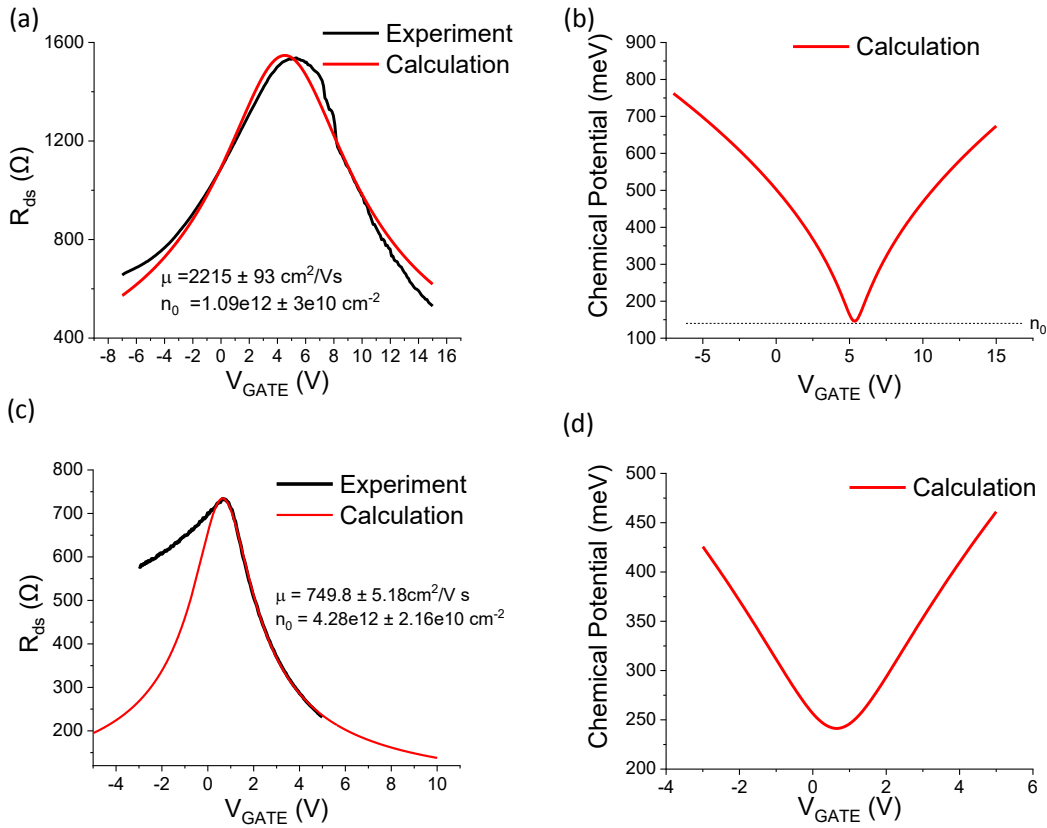 (a)
Experiment
Calculation
1600
1200
800
400
R_ds (Ω)
μ =2215 ± 93 cm²/Vs
n₀ =1.09e12 ± 3e10 cm⁻²
-8 -6 -4 -2 0 2 4 6 8 10 12 14 16
V_GATE (V)
(b)
Calculation
900
800
700
600
500
400
300
200
100
Chemical Potential (meV)
n₀
-5 0 5 10 15
V_GATE (V)
(c)
Experiment
Calculation
800
700
600
500
400
300
200
R_ds (Ω)
μ = 749.8 ± 5.18cm²/V s
n₀ = 4.28e12 ± 2.16e10 cm⁻²
-4 -2 0 2 4 6 8 10
V_GATE (V)
(d)
Calculation
500
450
400
350
300
250
200
Chemical Potential (meV)
-4 -2 0 2 4 6
V_GATE (V)